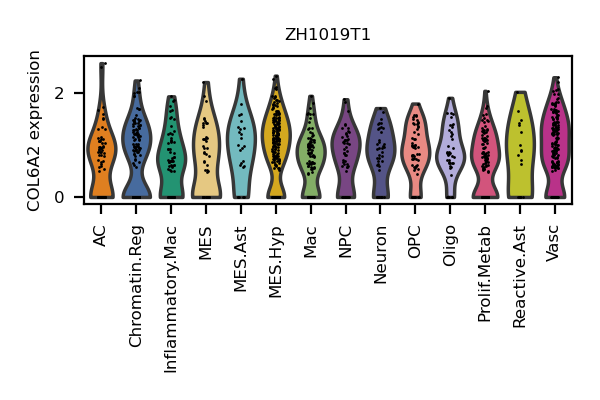 ZH1019T1
COL6A2 expression
2
0
AC
Chromatin.Reg
Inflammatory.Mac
MES
MES.Ast
MES.Hyp
Mac
NPC
Neuron
OPC
Oligo
Prolif.Metab
Reactive.Ast
Vasc